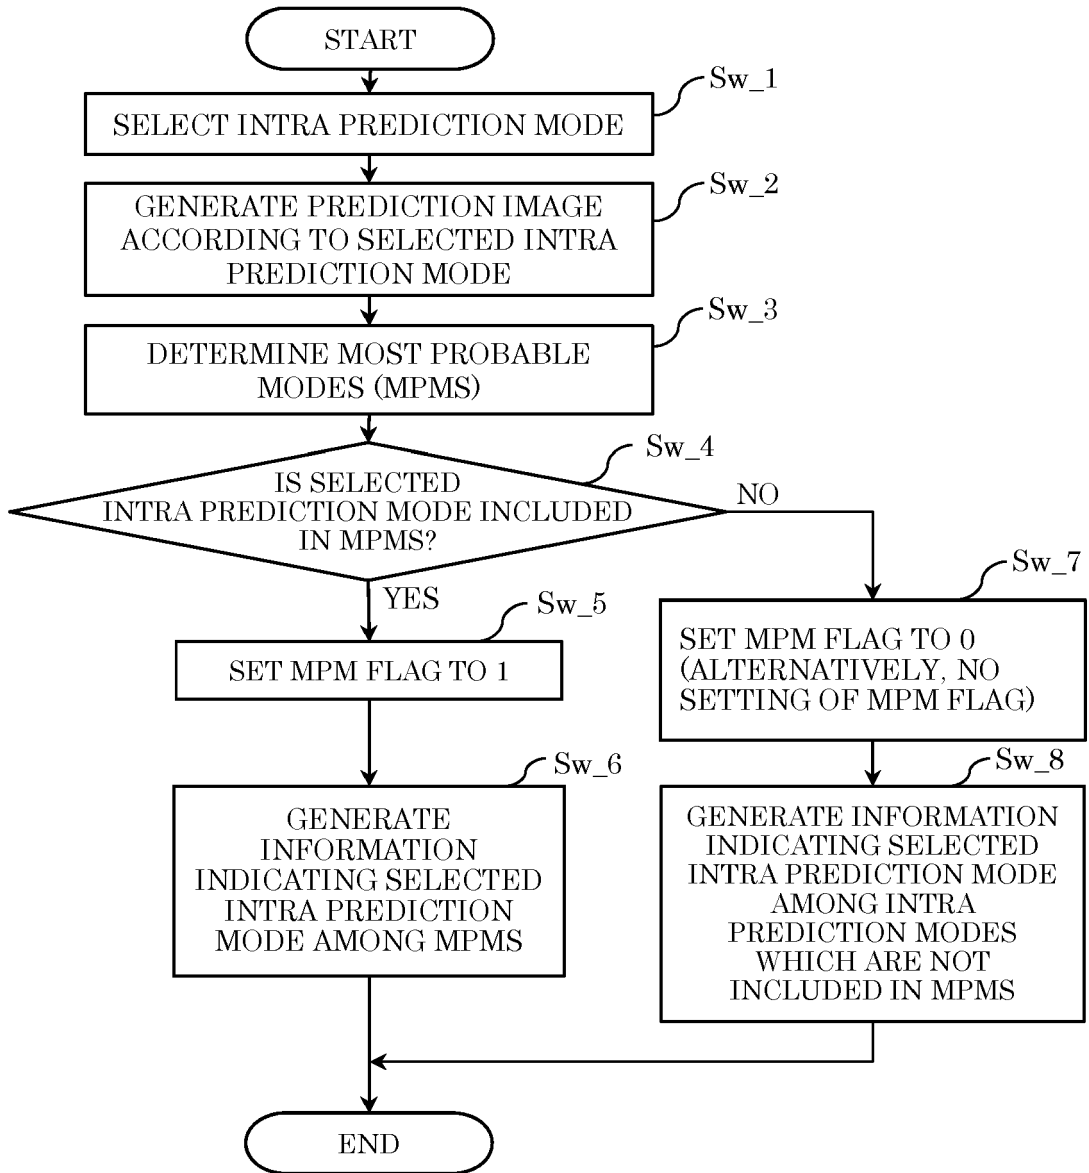 START
Sw_1
SELECT INTRA PREDICTION MODE
Sw_2
GENERATE PREDICTION IMAGE
ACCORDING TO SELECTED INTRA
PREDICTION MODE
Sw_3
DETERMINE MOST PROBABLE
MODES (MPMS)
Sw_4
IS SELECTED
INTRA PREDICTION MODE INCLUDED
IN MPMS?
NO
YES
Sw_5
SET MPM FLAG TO 1
Sw_7
SET MPM FLAG TO 0
(ALTERNATIVELY, NO
SETTING OF MPM FLAG)
Sw_6
GENERATE
INFORMATION
INDICATING SELECTED
INTRA PREDICTION
MODE AMONG MPMS
Sw_8
GENERATE INFORMATION
INDICATING SELECTED
INTRA PREDICTION MODE
AMONG INTRA
PREDICTION MODES
WHICH ARE NOT
INCLUDED IN MPMS
END